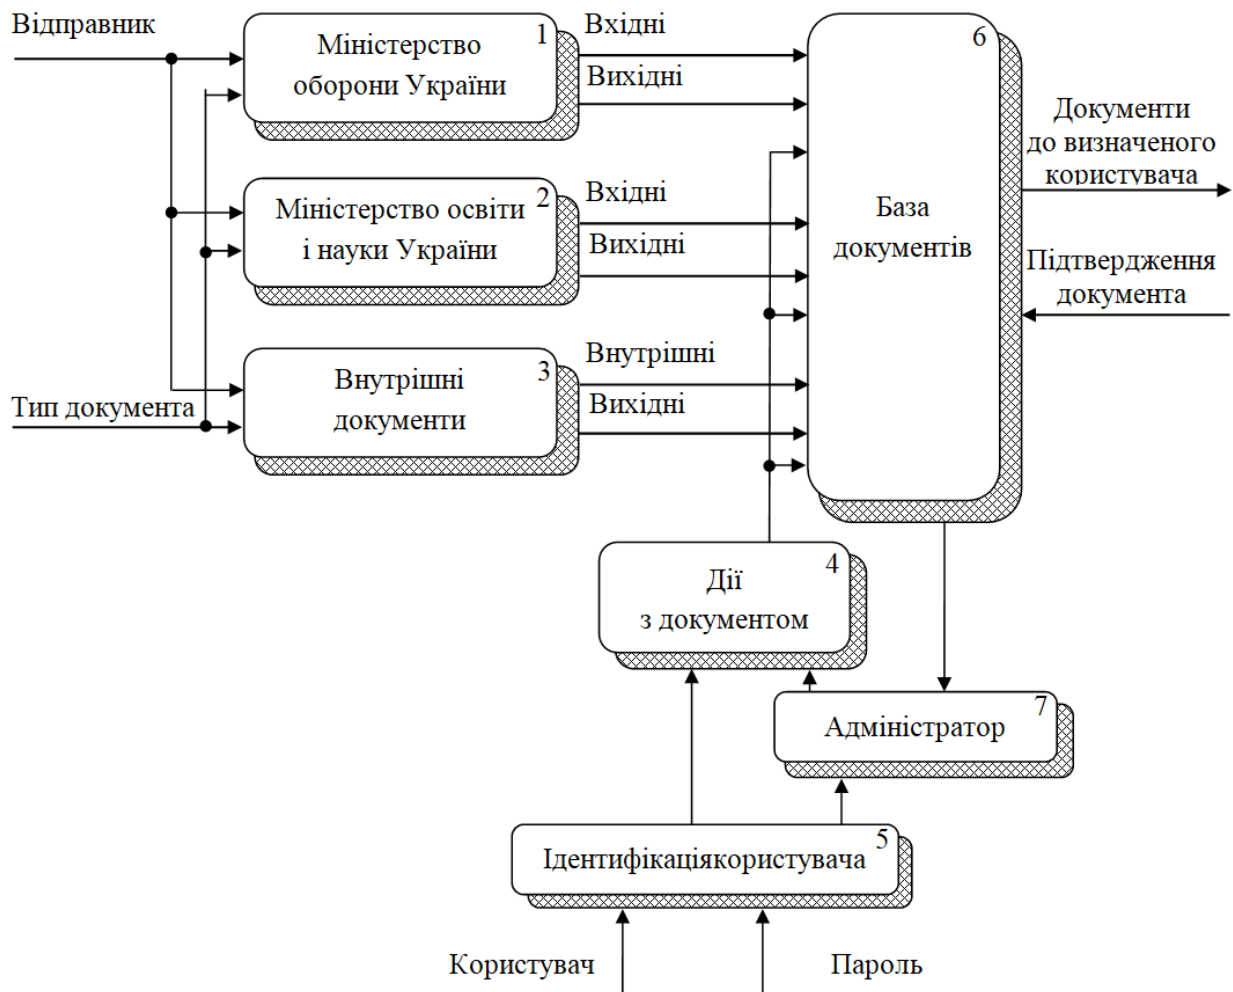 Відправник
Міністерство
оборони України
1
Вхідні
Вихідні
6
База
документів
Документи
до визначеного
користувача
Міністерство освіти
і науки України
2
Вхідні
Вихідні
Підтвердження
документа
Тип документа
Внутрішні
документи
3
Внутрішні
Вихідні
Дії
з документом
4
Адміністратор
7
Ідентифікаціякористувача
5
Користувач
Пароль